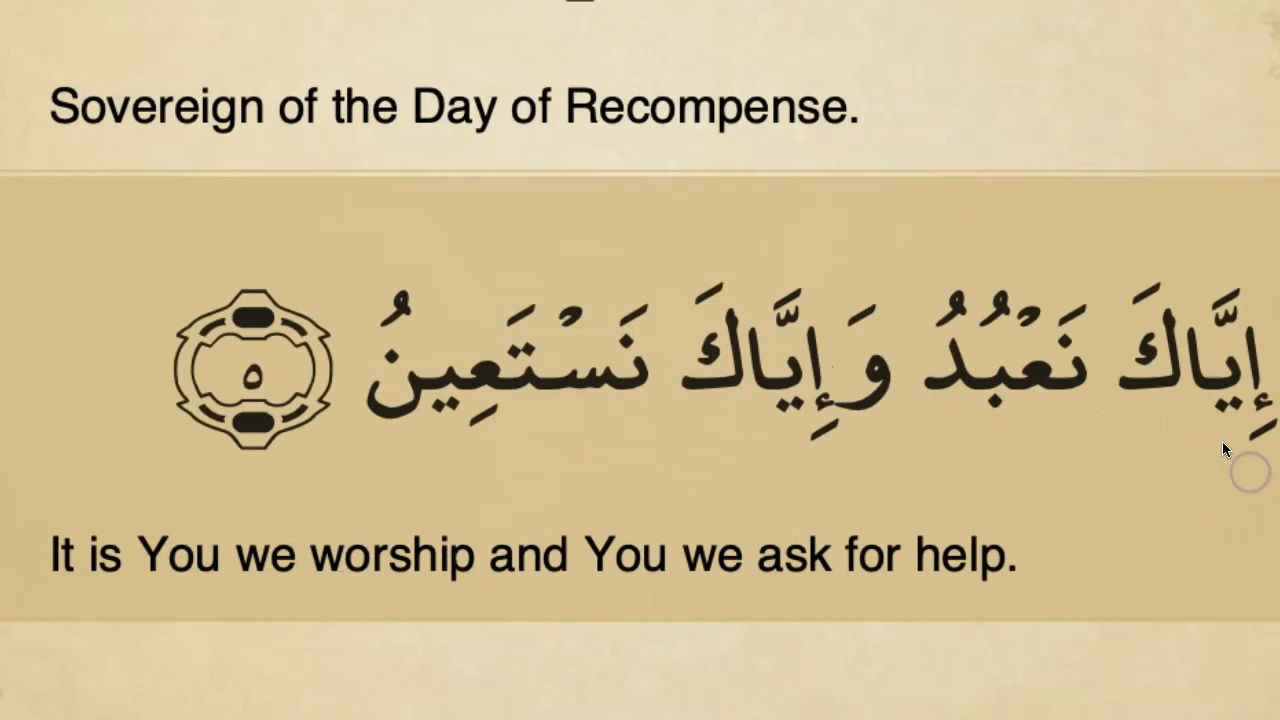 Sovereign of the Day of Recompense.
إِيَّاكَ نَعْبُدُ وَإِيَّاكَ نَسْتَعِينُ ٥
It is You we worship and You we ask for help.